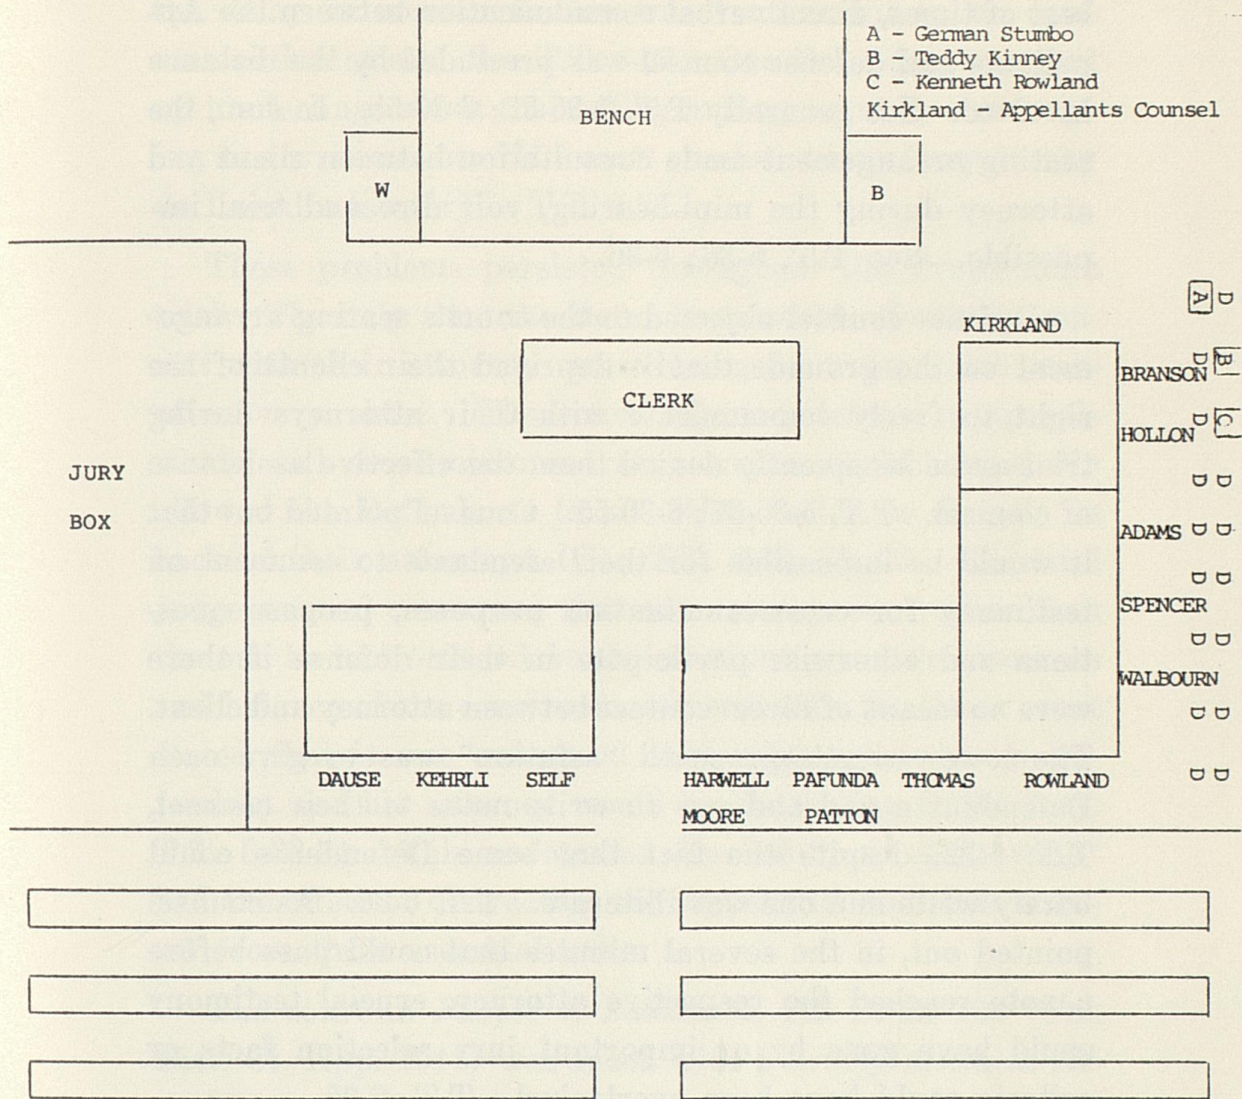 A - German Stumbo
B - Teddy Kinney
C - Kenneth Rowland
Kirkland - Appellants Counsel
BENCH
W
B
A D
KIRKLAND
D B
BRANSON
CLERK
D C
HOLLON
JURY
D D
BOX
ADAMS D D
D D
SPENCER
D D
WALBOURN
D D
DAUSE KEHRLI SELF HARWELL PAFUNDA THOMAS ROWLAND
D D
MOORE PATTON